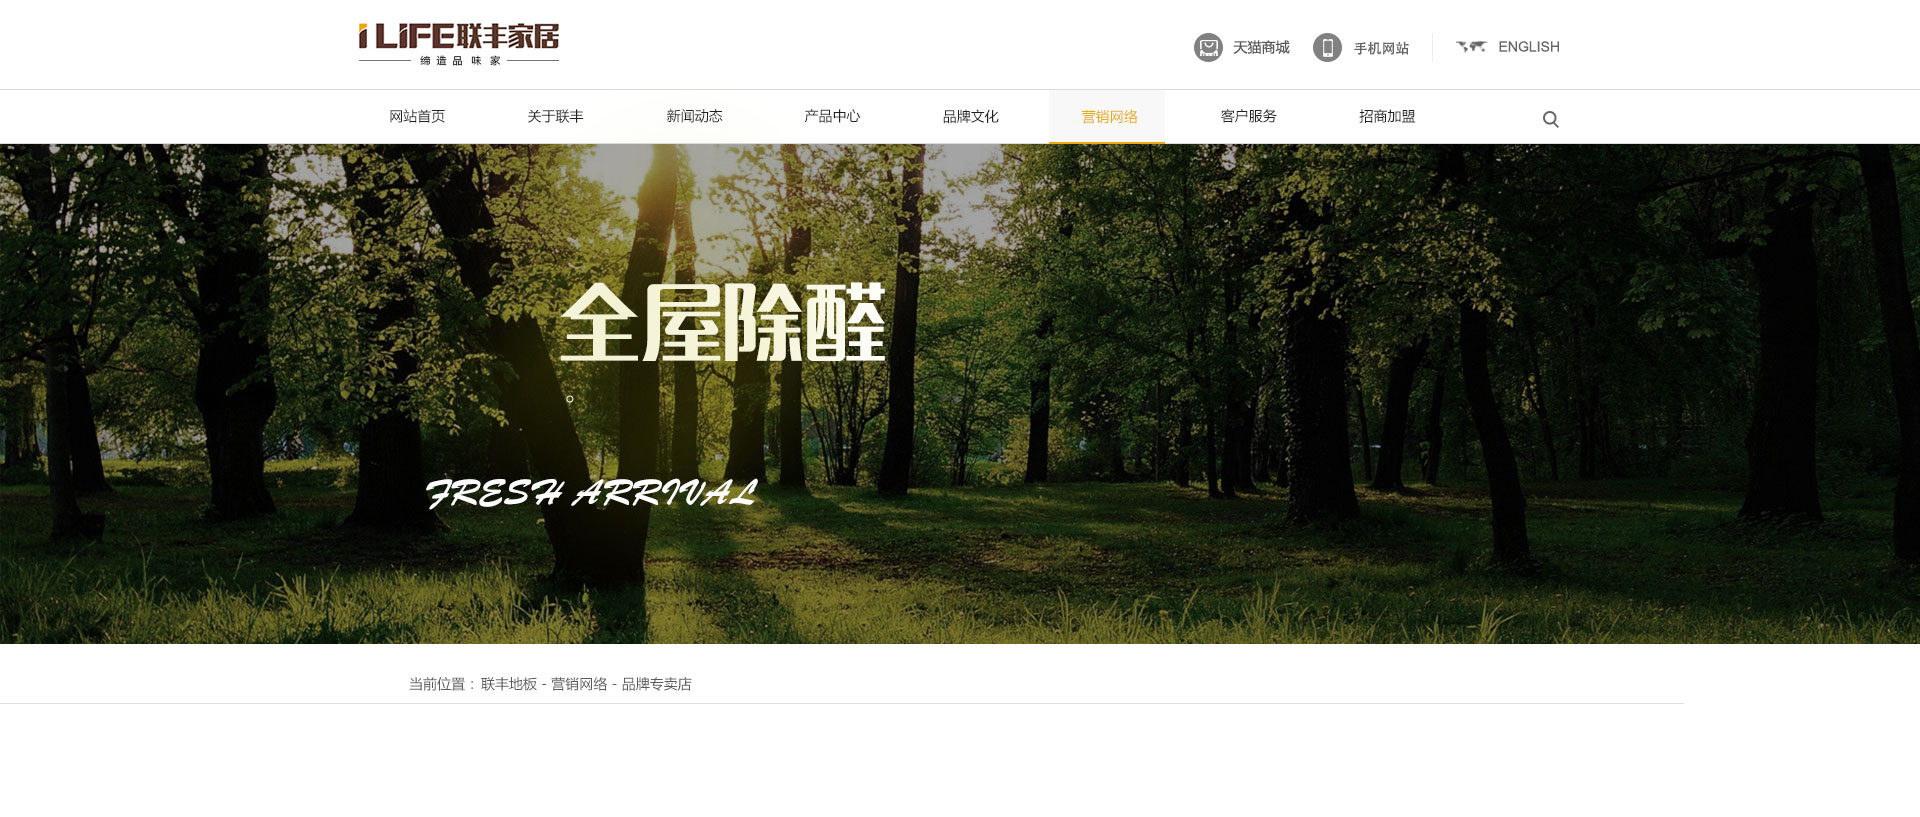 iLIFE联丰家居
缔造品味家
天猫商城
手机网站
ENGLISH
网站首页
关于联丰
新闻动态
产品中心
品牌文化
营销网络
客户服务
招商加盟
全屋除醛
FRESH ARRIVAL
当前位置：联丰地板 - 营销网络 - 品牌专卖店